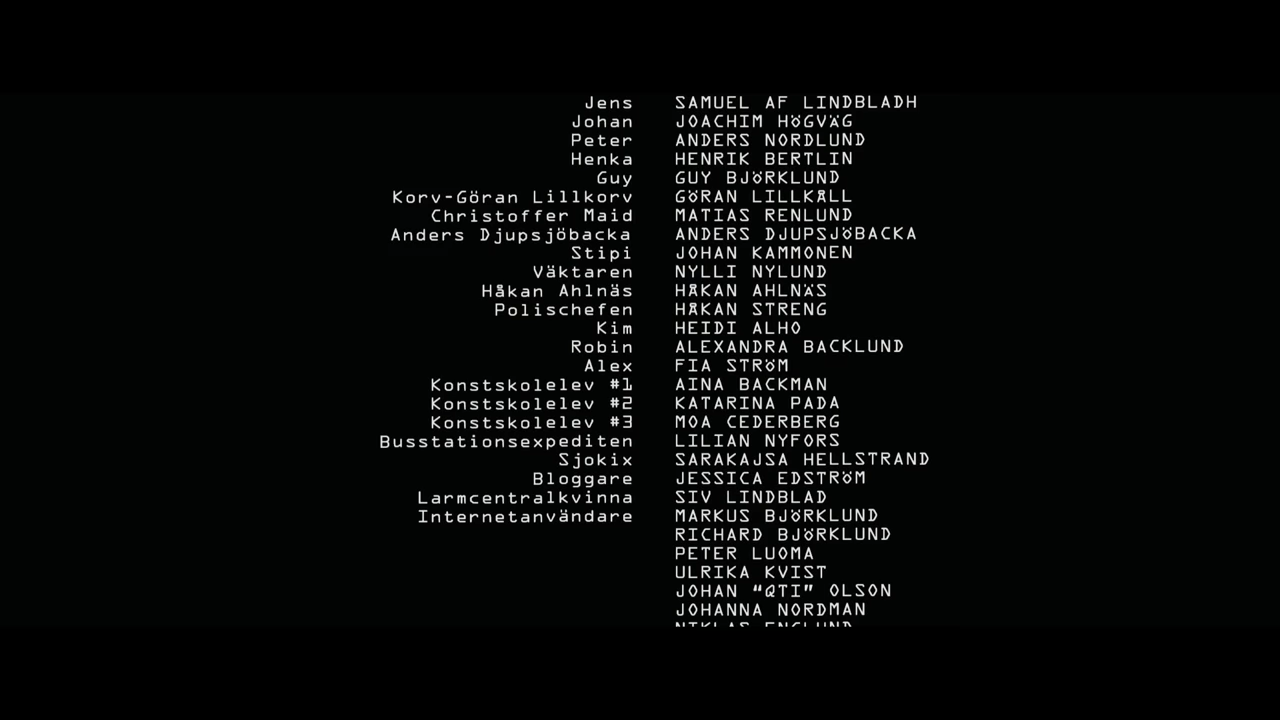 Jens SAMUEL AF LINDBLADH
Johan JOACHIM HÖGVÄG
Peter ANDERS NORDLUND
Henka HENRIK BERTLIN
Guy GUY BJÖRKLUND
Korv-Göran Lillkorv GÖRAN LILLKÅLL
Christoffer Maid MATIAS RENLUND
Anders Djupsjöbacka ANDERS DJUPSJÖBACKA
Stipi JOHAN KAMMONEN
Väktaren NYLLI NYLUND
Håkan Ahlnäs HÅKAN AHLNÄS
Polischefen HÅKAN STRENG
Kim HEIDI ALHO
Robin ALEXANDRA BACKLUND
Alex FIA STRÖM
Konstskolelev #1 AINA BACKMAN
Konstskolelev #2 KATARINA PADA
Konstskolelev #3 MOA CEDERBERG
Busstationsexpediten LILIAN NYFORS
Sjokix SARAKAJSA HELLSTRAND
Bloggare JESSICA EDSTRÖM
Larmcentralkvinna SIV LINDBLAD
Internetanvändare MARKUS BJÖRKLUND
RICHARD BJÖRKLUND
PETER LUOMA
ULRIKA KVIST
JOHAN “QTI” OLSON
JOHANNA NORDMAN
NIKLAS ENGLUND